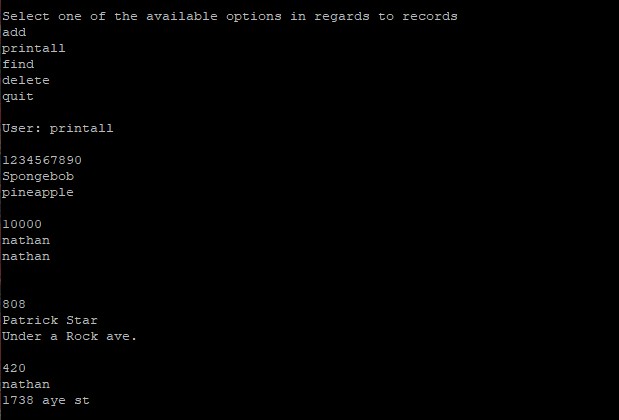 Select one of the available options in regards to records
add
printall
find
delete
quit
User: printall
1234567890
Spongebob
pineapple
10000
nathan
nathan
808
Patrick Star
Under a Rock ave.
420
nathan
1738 aye st